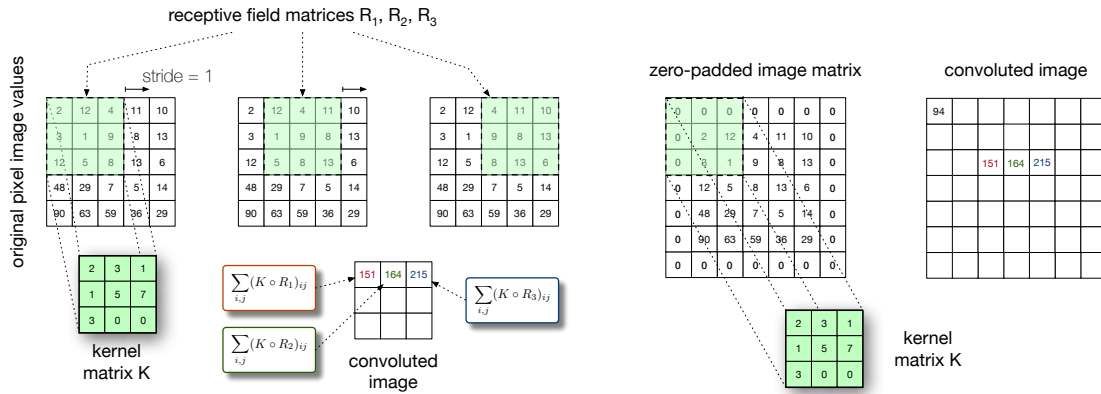 receptive field matrices R1, R2, R3
original pixel image values
stride = 1
2 12 4 11 10
3 1 9 8 13
12 5 8 13 6
48 29 7 5 14
90 63 59 36 29
2 12 4 11 10
3 1 9 8 13
12 5 8 13 6
48 29 7 5 14
90 63 59 36 29
2 12 4 11 10
3 1 9 8 13
12 5 8 13 6
48 29 7 5 14
90 63 59 36 29
2 3 1
1 5 7
3 0 0
kernel
matrix K
∑i,j(K ∘ R1)ij
∑i,j(K ∘ R2)ij
151 164 215
∑i,j(K ∘ R3)ij
convoluted
image
zero-padded image matrix
0 0 0 0 0 0 0
0 2 12 4 11 10 0
0 3 1 9 8 13 0
0 12 5 8 13 6 0
0 48 29 7 5 14 0
0 90 63 59 36 29 0
0 0 0 0 0 0 0
2 3 1
1 5 7
3 0 0
kernel
matrix K
convoluted image
94
151 164 215